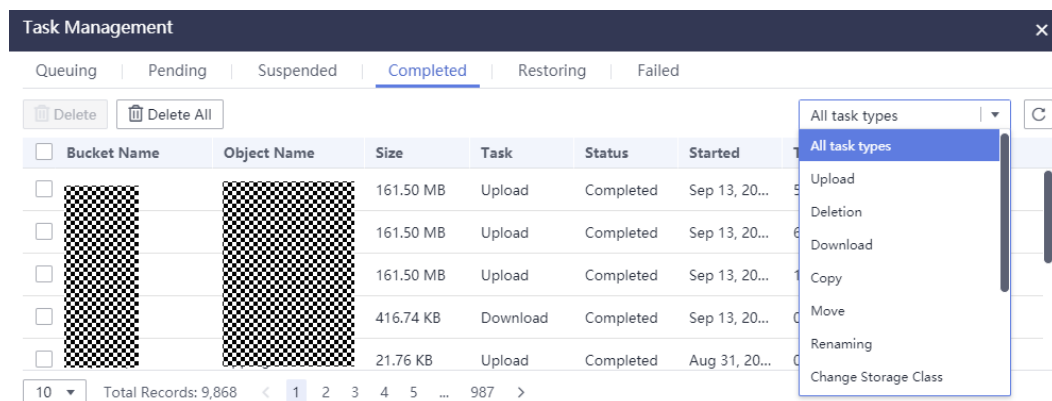 Task Management ×
Queuing Pending Suspended Completed Restoring Failed
Delete Delete All All task types
Bucket Name Object Name Size Task Status Started
All task types
161.50 MB Upload Completed Sep 13, 20...
Upload
Deletion
161.50 MB Upload Completed Sep 13, 20...
Download
161.50 MB Upload Completed Sep 13, 20...
Copy
Move
416.74 KB Download Completed Sep 13, 20...
Renaming
21.76 KB Upload Completed Aug 31, 20...
Change Storage Class
10 Total Records: 9,868 < 1 2 3 4 5 ... 987 >